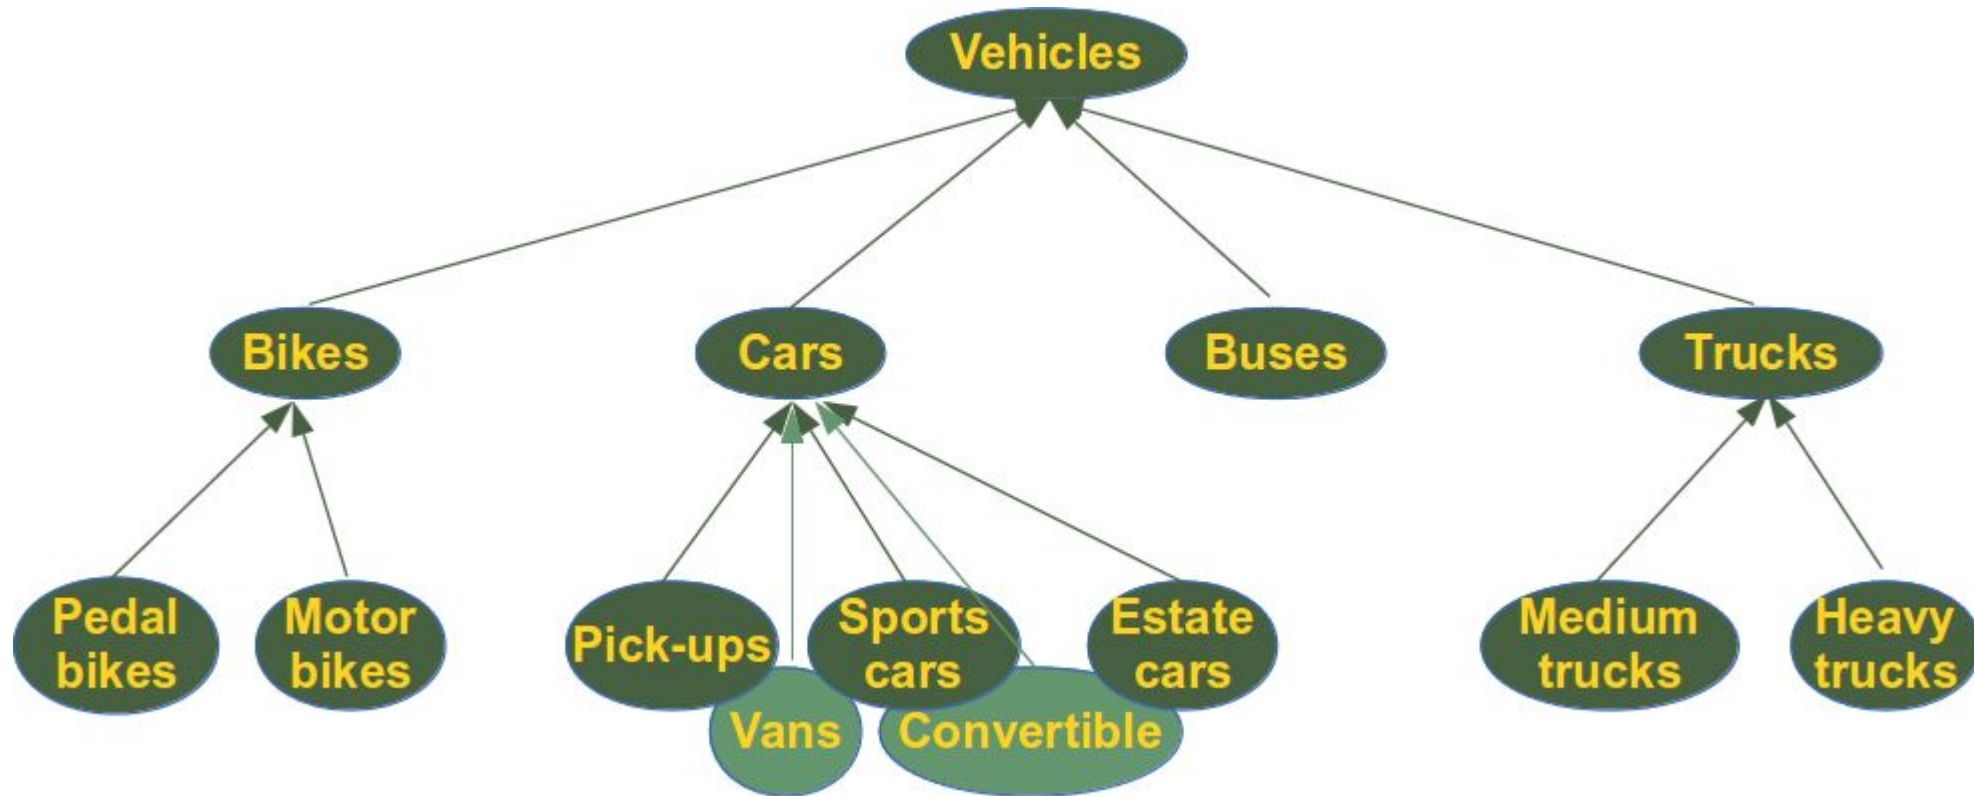 Vehicles
Bikes
Cars
Buses
Trucks
Pedal
bikes
Motor
bikes
Pick-ups
Sports
cars
Estate
cars
Medium
trucks
Heavy
trucks
Vans
Convertible